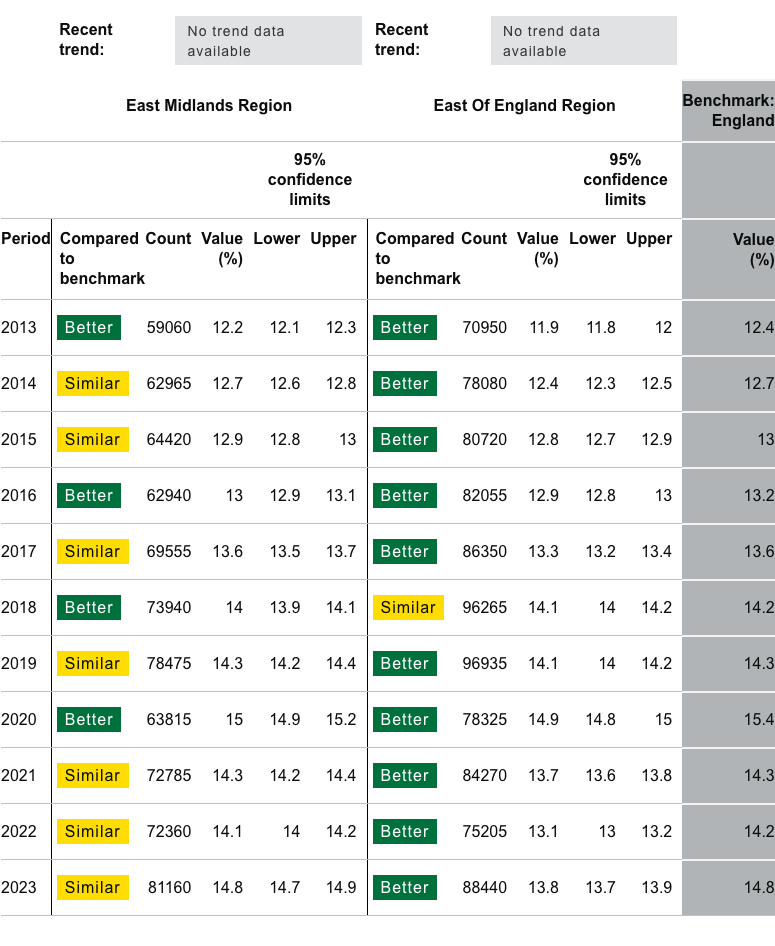 Recent trend: No trend data available Recent trend: No trend data available
East Midlands Region East Of England Region Benchmark: England
95% confidence limits 95% confidence limits
Period Compared to benchmark Count Value (%) Lower Upper Compared to benchmark Count Value (%) Lower Upper Value (%)
2013 Better 59060 12.2 12.1 12.3 Better 70950 11.9 11.8 12 12.4
2014 Similar 62965 12.7 12.6 12.8 Better 78080 12.4 12.3 12.5 12.7
2015 Similar 64420 12.9 12.8 13 Better 80720 12.8 12.7 12.9 13
2016 Better 62940 13 12.9 13.1 Better 82055 12.9 12.8 13 13.2
2017 Similar 69555 13.6 13.5 13.7 Better 86350 13.3 13.2 13.4 13.6
2018 Better 73940 14 13.9 14.1 Similar 96265 14.1 14 14.2 14.2
2019 Similar 78475 14.3 14.2 14.4 Better 96935 14.1 14 14.2 14.3
2020 Better 63815 15 14.9 15.2 Better 78325 14.9 14.8 15 15.4
2021 Similar 72785 14.3 14.2 14.4 Better 84270 13.7 13.6 13.8 14.3
2022 Similar 72360 14.1 14 14.2 Better 75205 13.1 13 13.2 14.2
2023 Similar 81160 14.8 14.7 14.9 Better 88440 13.8 13.7 13.9 14.8